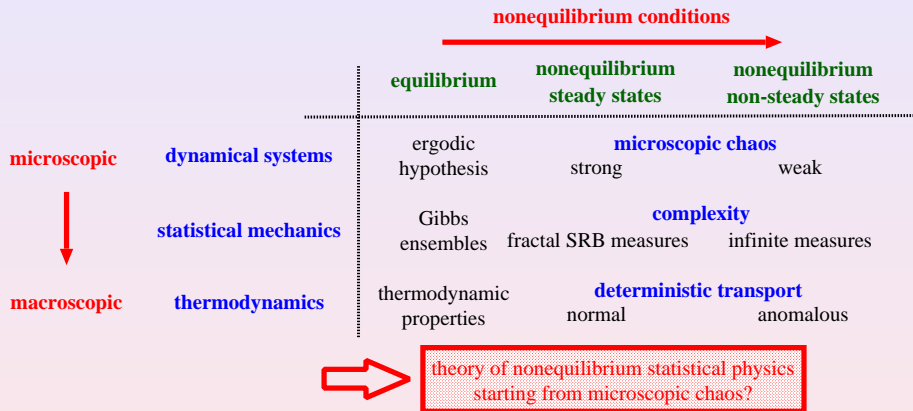 nonequilibrium conditions
equilibrium nonequilibrium steady states nonequilibrium non-steady states
microscopic dynamical systems ergodic hypothesis microscopic chaos strong weak
statistical mechanics Gibbs ensembles complexity fractal SRB measures infinite measures
macroscopic thermodynamics thermodynamic properties deterministic transport normal anomalous
theory of nonequilibrium statistical physics
starting from microscopic chaos?